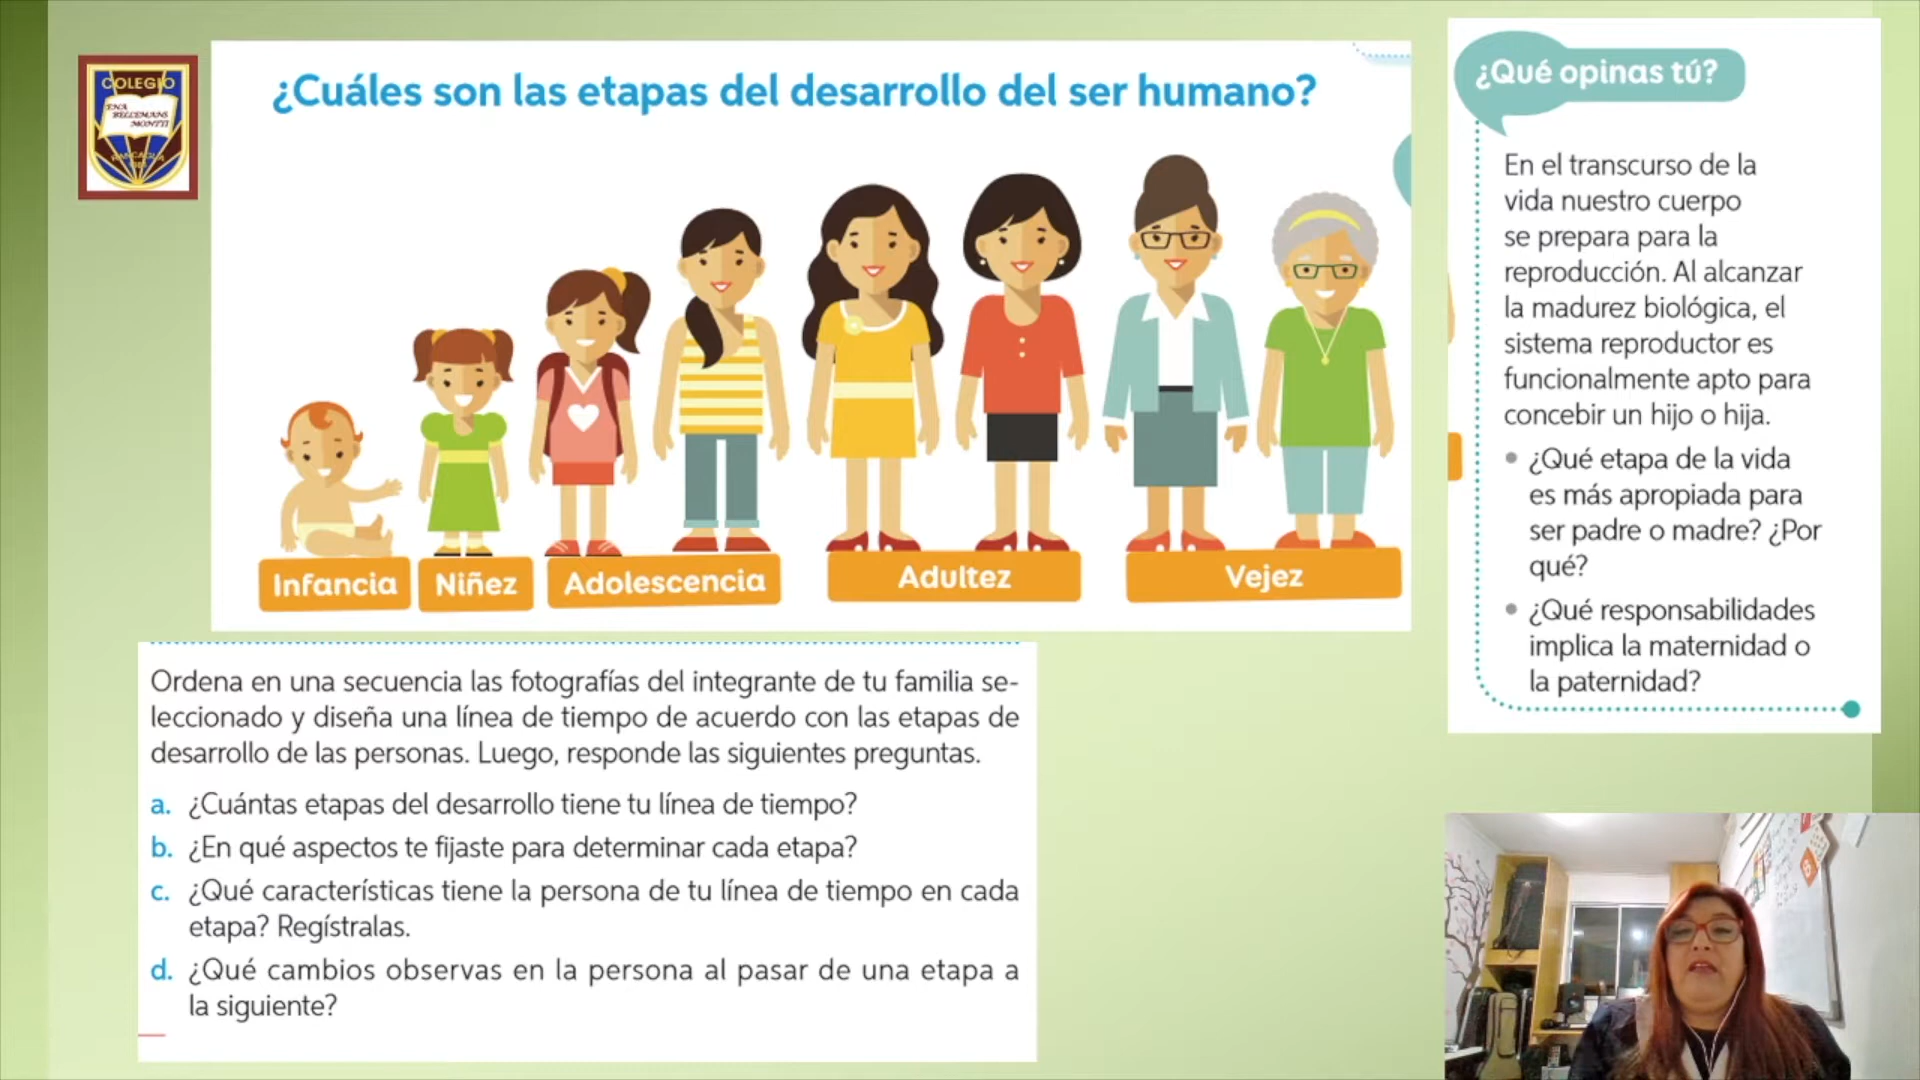 COLEGIO
ENA
BELLEMANS
MONTTI
RANCAGUA
¿Cuáles son las etapas del desarrollo del ser humano?
Infancia
Niñez
Adolescencia
Adultez
Vejez
Ordena en una secuencia las fotografías del integrante de tu familia se-
leccionado y diseña una línea de tiempo de acuerdo con las etapas de
desarrollo de las personas. Luego, responde las siguientes preguntas.
a. ¿Cuántas etapas del desarrollo tiene tu línea de tiempo?
b. ¿En qué aspectos te fijaste para determinar cada etapa?
c. ¿Qué características tiene la persona de tu línea de tiempo en cada
etapa? Regístralas.
d. ¿Qué cambios observas en la persona al pasar de una etapa a
la siguiente?
¿Qué opinas tú?
En el transcurso de la
vida nuestro cuerpo
se prepara para la
reproducción. Al alcanzar
la madurez biológica, el
sistema reproductor es
funcionalmente apto para
concebir un hijo o hija.
• ¿Qué etapa de la vida
es más apropiada para
ser padre o madre? ¿Por
qué?
• ¿Qué responsabilidades
implica la maternidad o
la paternidad?